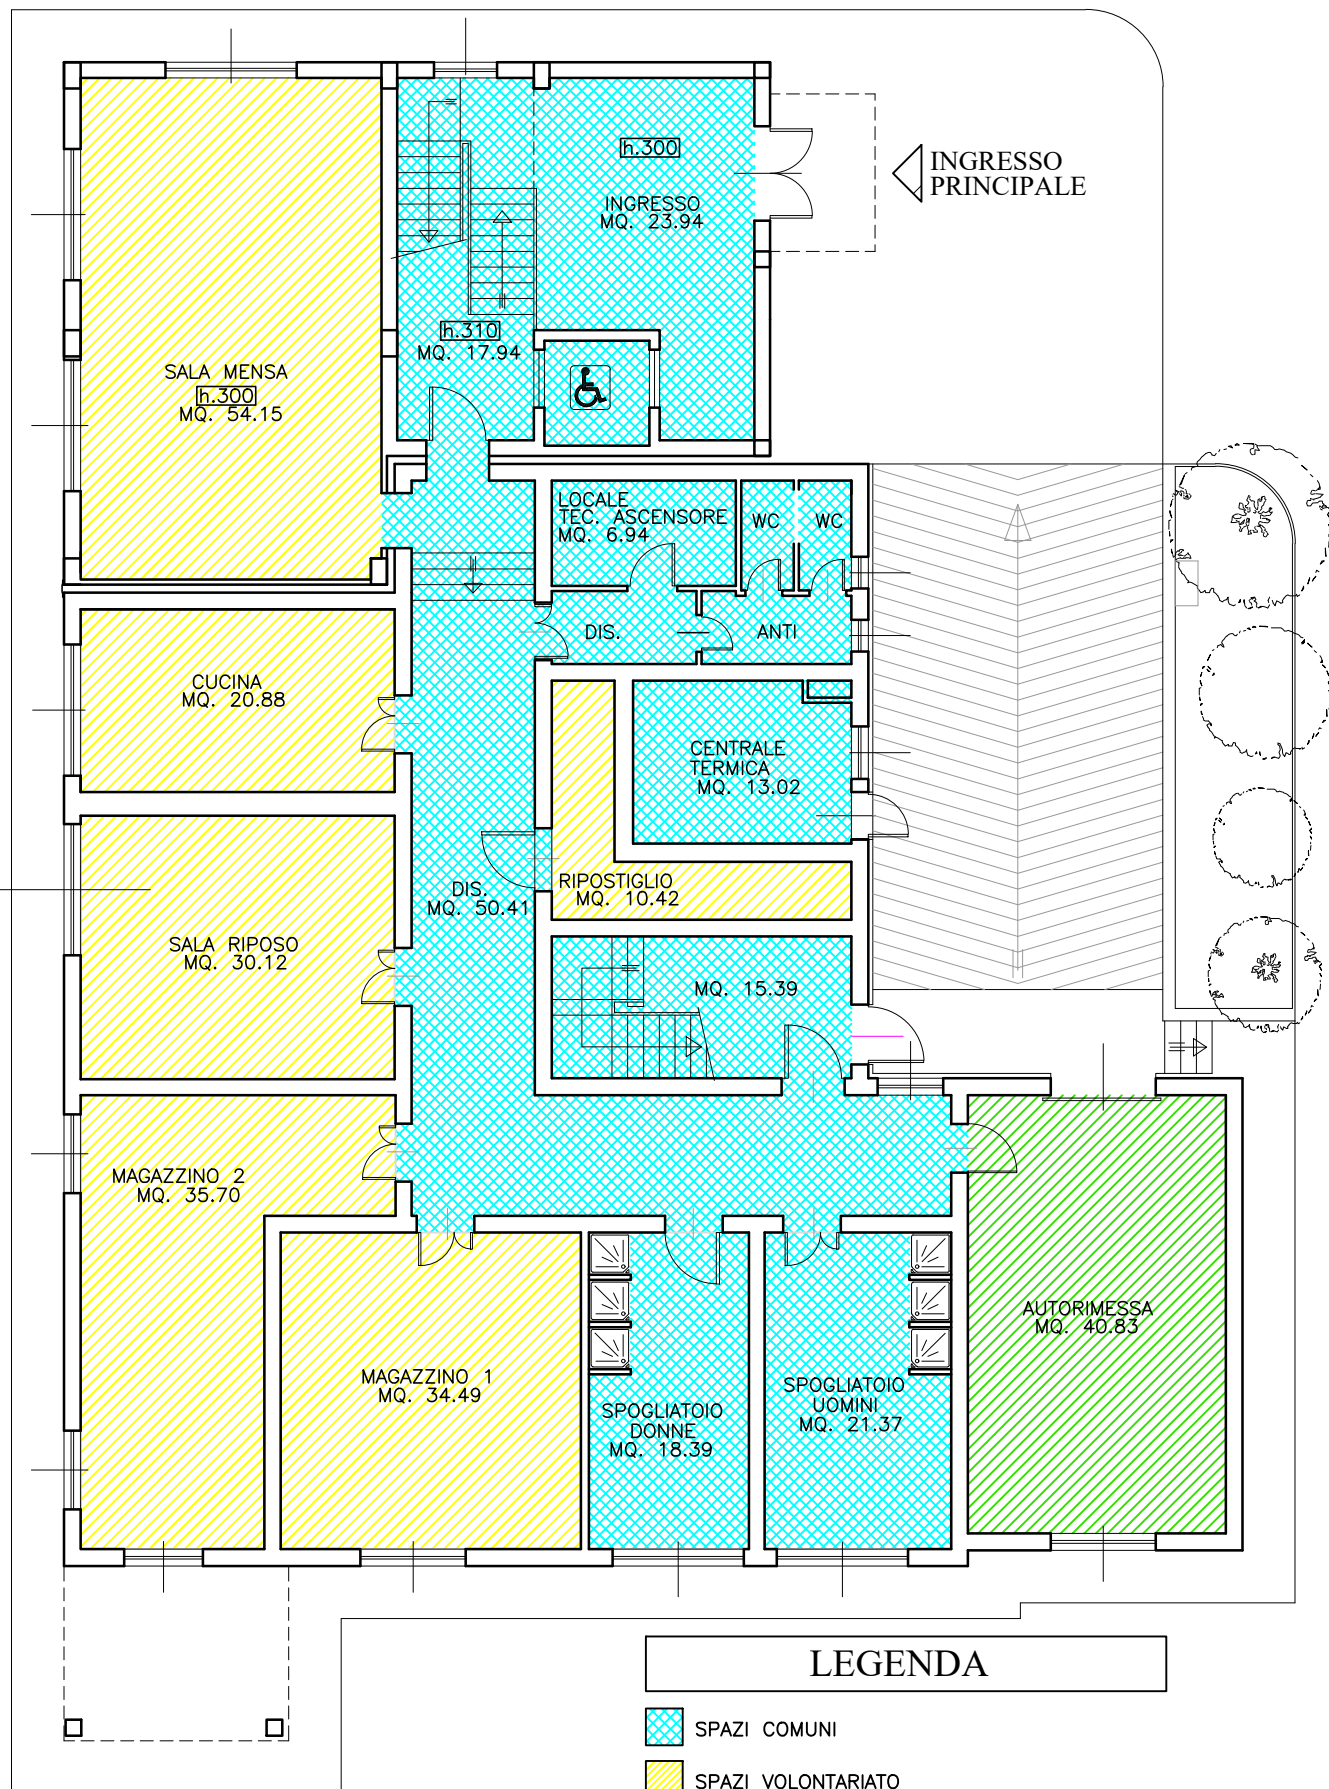 h.300
INGRESSO
MQ. 23.94
INGRESSO
PRINCIPALE
h.310
MQ. 17.94
SALA MENSA
h.300
MQ. 54.15
LOCALE
TEC. ASCENSORE
MQ. 6.94
WC
WC
DIS.
ANTI
CUCINA
MQ. 20.88
CENTRALE
TERMICA
MQ. 13.02
RIPOSTIGLIO
MQ. 10.42
DIS.
MQ. 50.41
SALA RIPOSO
MQ. 30.12
MQ. 15.39
MAGAZZINO 2
MQ. 35.70
AUTORIMESSA
MQ. 40.83
MAGAZZINO 1
MQ. 34.49
SPOGLIATOIO
DONNE
MQ. 18.39
SPOGLIATOIO
UOMINI
MQ. 21.37
LEGENDA
SPAZI COMUNI
SPAZI VOLONTARIATO